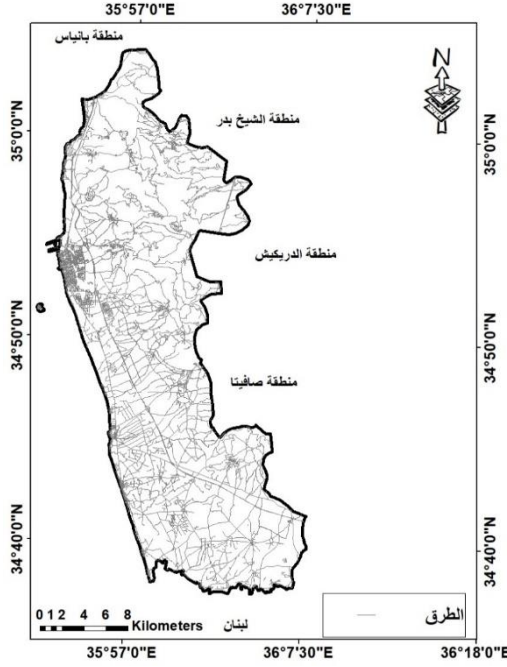 35°57'0"E 36°7'30"E
منطقة بانياس
N
منطقة الشيخ بدر
35°0'0"N 35°0'0"N
منطقة الدريكيش
34°50'0"N 34°50'0"N
منطقة صافيتا
34°40'0"N 34°40'0"N
0 1 2 4 6 8 Kilometers
لبنان
الطرق
35°57'0"E 36°7'30"E 36°18'0"E